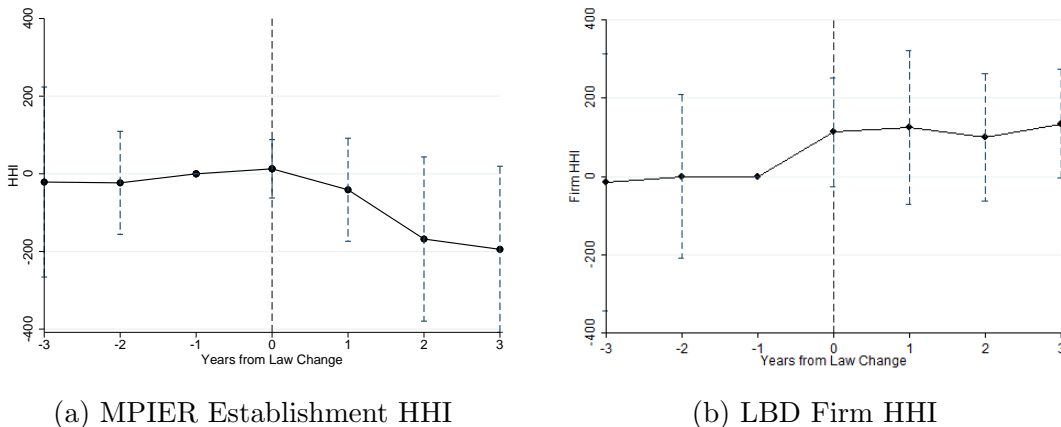 400
200
0
-200
-400
HHI
-3 -2 -1 0 1 2 3
Years from Law Change
(a) MPIER Establishment HHI
400
200
0
-200
-400
Firm HHI
-3 -2 -1 0 1 2 3
Years from Law Change
(b) LBD Firm HHI